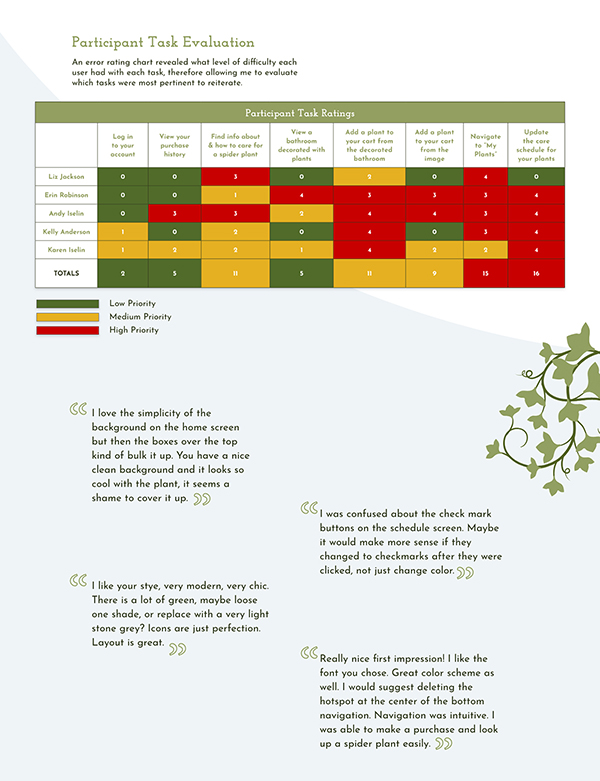 Participant Task Evaluation
An error rating chart revealed what level of difficulty each
user had with each task, therefore allowing me to evaluate
which tasks were most pertinent to reiterate.
Participant Task Ratings
Log in
to your
account
View your
purchase
history
Find info about
& how to care for
a spider plant
View a
bathroom
decorated with
plants
Add a plant to
your cart from
the decorated
bathroom
Add a plant
to your cart
from the
image
Navigate
to "My
Plants"
Update
the care
schedule for
your plants
Liz Jackson 0 0 3 0 2 0 4 0
Erin Robinson 0 0 1 4 3 3 3 4
Andy Iselin 0 3 3 2 4 4 3 4
Kelly Anderson 1 0 2 0 4 0 3 4
Karen Iselin 1 2 2 1 4 2 2 4
TOTALS 2 5 11 5 11 9 15 16
Low Priority
Medium Priority
High Priority
“ I love the simplicity of the
background on the home screen
but then the boxes over the top
kind of bulk it up. You have a nice
clean background and it looks so
cool with the plant, it seems a
shame to cover it up. ”
“ I was confused about the check mark
buttons on the schedule screen. Maybe
it would make more sense if they
changed to checkmarks after they were
clicked, not just change color. ”
“ I like your stye, very modern, very chic.
There is a lot of green, maybe loose
one shade, or replace with a very light
stone grey? Icons are just perfection.
Layout is great. ”
“ Really nice first impression! I like the
font you chose. Great color scheme as
well. I would suggest deleting the
hotspot at the center of the bottom
navigation. Navigation was intuitive. I
was able to make a purchase and look
up a spider plant easily. ”